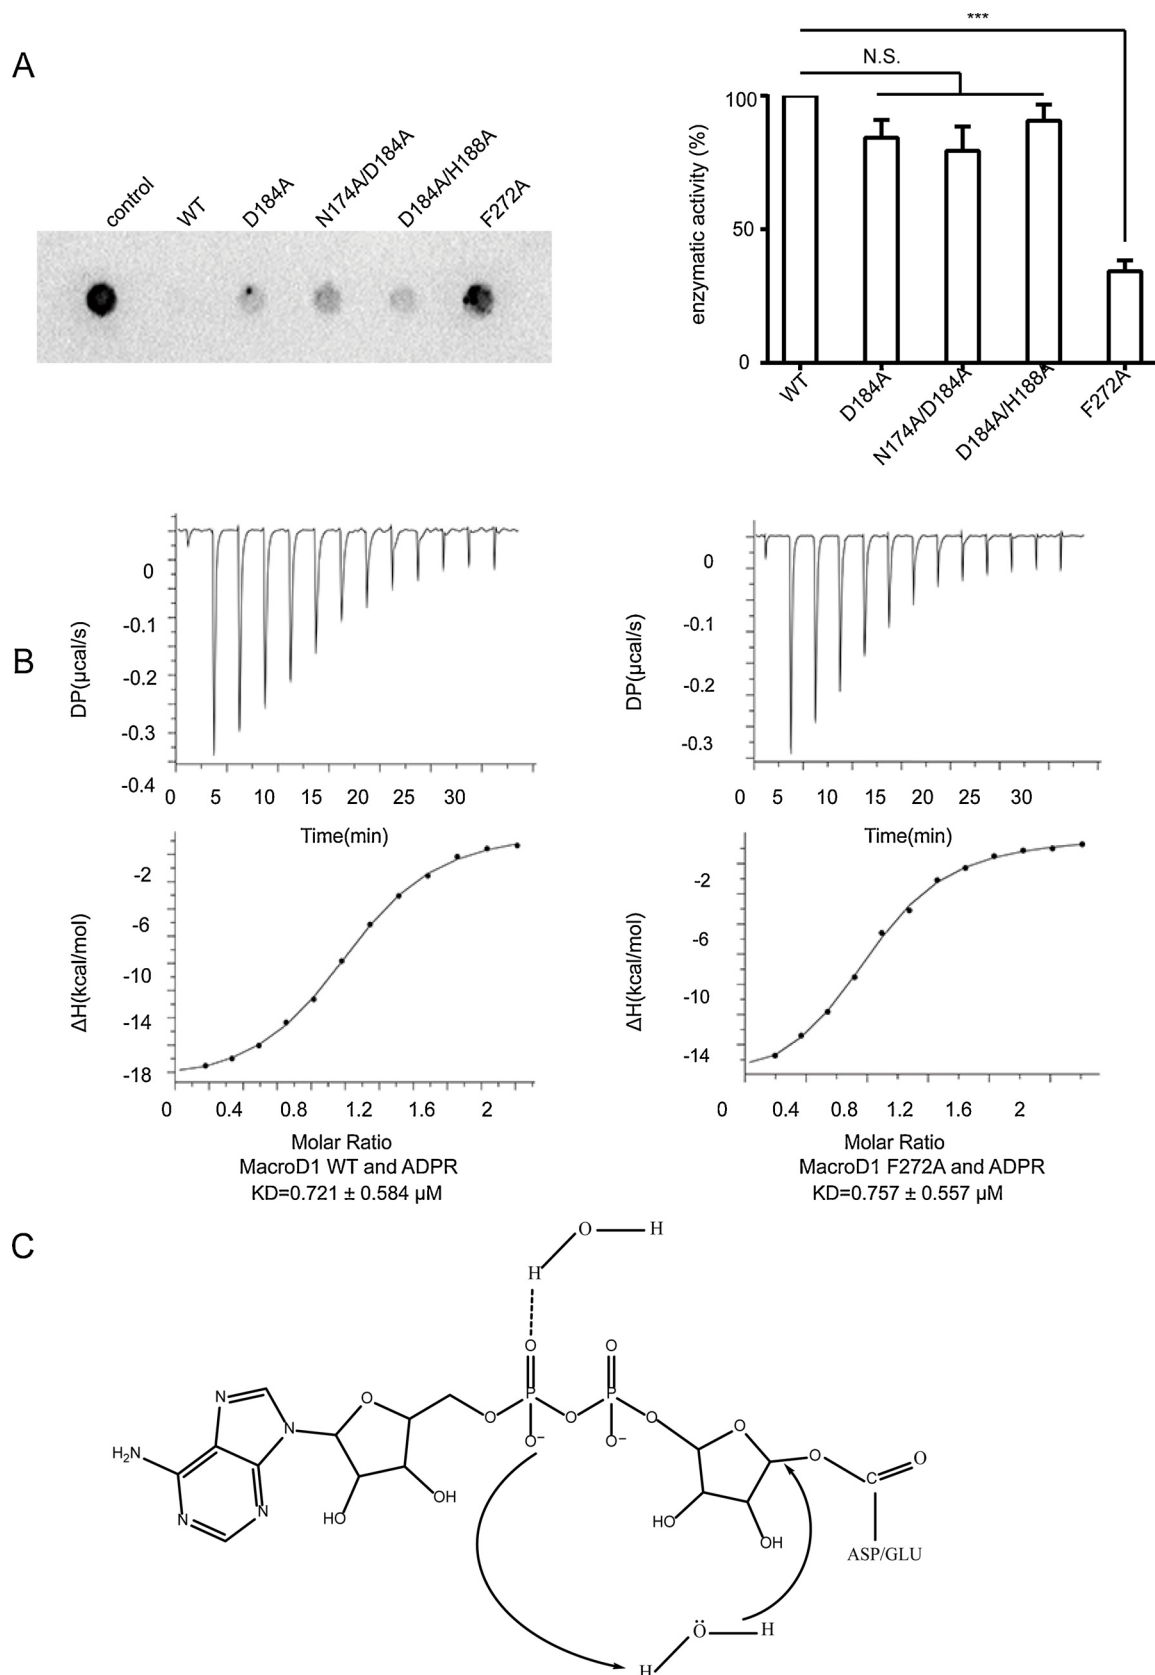 A
control
WT
D184A
N174A/D184A
D184A/H188A
F272A
***
N.S.
enzymatic activity (%)
100
50
0
WT
D184A
N174A/D184A
D184A/H188A
F272A
B
DP(µcal/s)
0
-0.1
-0.2
-0.3
-0.4
0 5 10 15 20 25 30
Time(min)
DP(µcal/s)
0
-0.1
-0.2
-0.3
0 5 10 15 20 25 30
Time(min)
ΔH(kcal/mol)
-2
-6
-10
-14
-18
0 0.4 0.8 1.2 1.6 2
Molar Ratio
MacroD1 WT and ADPR
KD=0.721 ± 0.584 µM
ΔH(kcal/mol)
-2
-6
-10
-14
0 0.4 0.8 1.2 1.6 2
Molar Ratio
MacroD1 F272A and ADPR
KD=0.757 ± 0.557 µM
C
O H
H
O O
N O P P O
N O O O O O
H₂N O⁻ O⁻ C
N N OH HO
HO OH ASP/GLU
Ö H
H